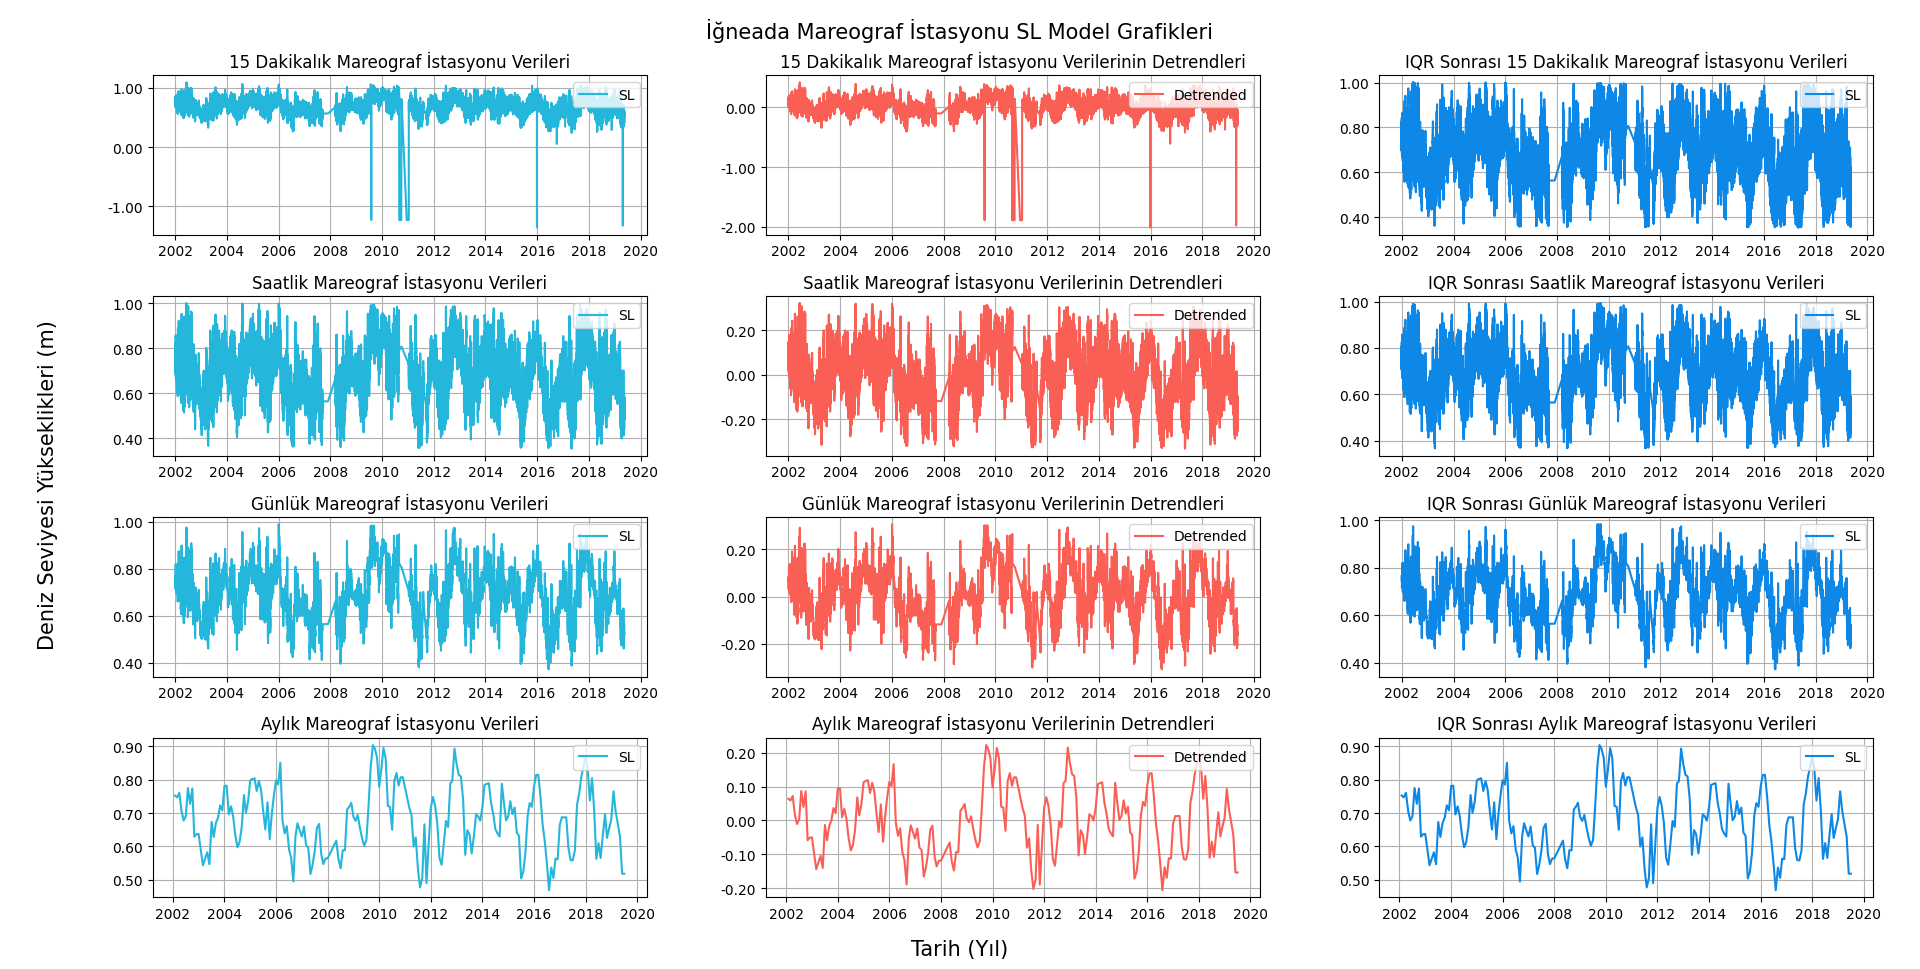 İğneada Mareograf İstasyonu SL Model Grafikleri
15 Dakikalık Mareograf İstasyonu Verileri
1.00
0.00
-1.00
SL
2002 2004 2006 2008 2010 2012 2014 2016 2018 2020
15 Dakikalık Mareograf İstasyonu Verilerinin Detrendleri
0.00
-1.00
-2.00
Detrended
2002 2004 2006 2008 2010 2012 2014 2016 2018 2020
IQR Sonrası 15 Dakikalık Mareograf İstasyonu Verileri
1.00
0.80
0.60
0.40
SL
2002 2004 2006 2008 2010 2012 2014 2016 2018 2020
Saatlik Mareograf İstasyonu Verileri
1.00
0.80
0.60
0.40
SL
2002 2004 2006 2008 2010 2012 2014 2016 2018 2020
Saatlik Mareograf İstasyonu Verilerinin Detrendleri
0.20
0.00
-0.20
Detrended
2002 2004 2006 2008 2010 2012 2014 2016 2018 2020
IQR Sonrası Saatlik Mareograf İstasyonu Verileri
1.00
0.80
0.60
0.40
SL
2002 2004 2006 2008 2010 2012 2014 2016 2018 2020
Günlük Mareograf İstasyonu Verileri
1.00
0.80
0.60
0.40
SL
2002 2004 2006 2008 2010 2012 2014 2016 2018 2020
Günlük Mareograf İstasyonu Verilerinin Detrendleri
0.20
0.00
-0.20
Detrended
2002 2004 2006 2008 2010 2012 2014 2016 2018 2020
IQR Sonrası Günlük Mareograf İstasyonu Verileri
1.00
0.80
0.60
0.40
SL
2002 2004 2006 2008 2010 2012 2014 2016 2018 2020
Aylık Mareograf İstasyonu Verileri
0.90
0.80
0.70
0.60
0.50
SL
2002 2004 2006 2008 2010 2012 2014 2016 2018 2020
Aylık Mareograf İstasyonu Verilerinin Detrendleri
0.20
0.10
0.00
-0.10
-0.20
Detrended
2002 2004 2006 2008 2010 2012 2014 2016 2018 2020
IQR Sonrası Aylık Mareograf İstasyonu Verileri
0.90
0.80
0.70
0.60
0.50
SL
2002 2004 2006 2008 2010 2012 2014 2016 2018 2020
Deniz Seviyesi Yükseklikleri (m)
Tarih (Yıl)